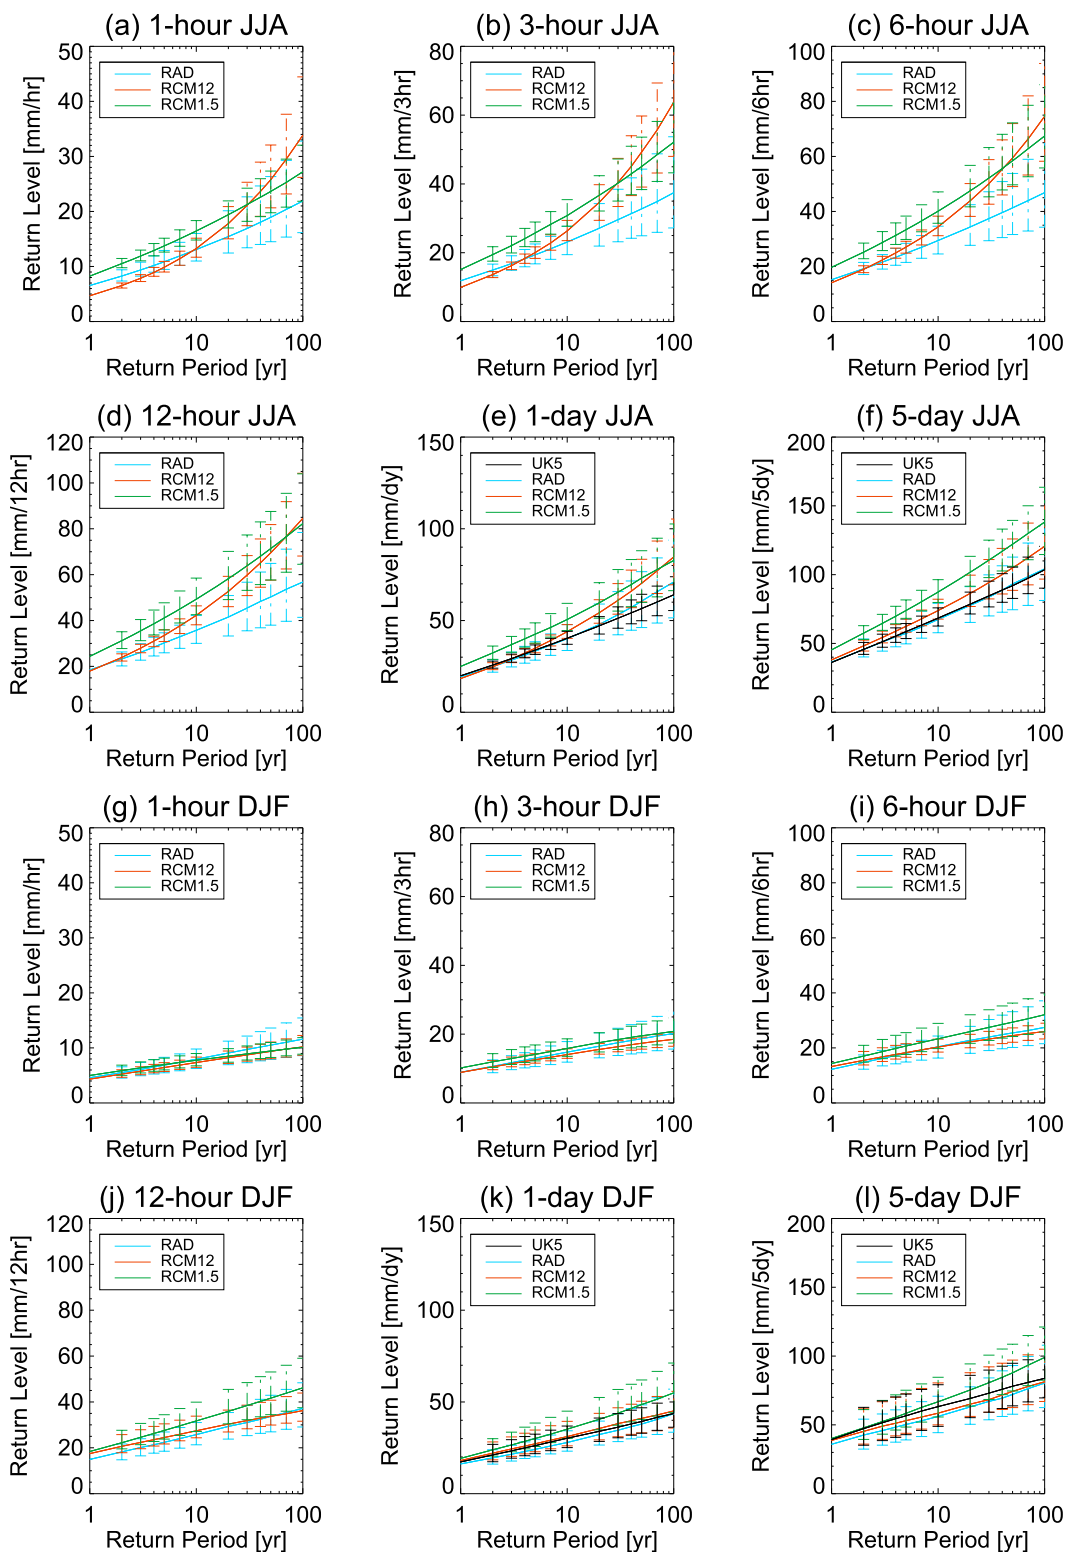 (a) 1-hour JJA
Return Level [mm/hr]
50
40
30
20
10
0
RAD
RCM12
RCM1.5
1
10
100
Return Period [yr]
(b) 3-hour JJA
Return Level [mm/3hr]
80
60
40
20
0
RAD
RCM12
RCM1.5
1
10
100
Return Period [yr]
(c) 6-hour JJA
Return Level [mm/6hr]
100
80
60
40
20
0
RAD
RCM12
RCM1.5
1
10
100
Return Period [yr]
(d) 12-hour JJA
Return Level [mm/12hr]
120
100
80
60
40
20
0
RAD
RCM12
RCM1.5
1
10
100
Return Period [yr]
(e) 1-day JJA
Return Level [mm/dy]
150
100
50
0
UK5
RAD
RCM12
RCM1.5
1
10
100
Return Period [yr]
(f) 5-day JJA
Return Level [mm/5dy]
200
150
100
50
0
UK5
RAD
RCM12
RCM1.5
1
10
100
Return Period [yr]
(g) 1-hour DJF
Return Level [mm/hr]
50
40
30
20
10
0
RAD
RCM12
RCM1.5
1
10
100
Return Period [yr]
(h) 3-hour DJF
Return Level [mm/3hr]
80
60
40
20
0
RAD
RCM12
RCM1.5
1
10
100
Return Period [yr]
(i) 6-hour DJF
Return Level [mm/6hr]
100
80
60
40
20
0
RAD
RCM12
RCM1.5
1
10
100
Return Period [yr]
(j) 12-hour DJF
Return Level [mm/12hr]
120
100
80
60
40
20
0
RAD
RCM12
RCM1.5
1
10
100
Return Period [yr]
(k) 1-day DJF
Return Level [mm/dy]
150
100
50
0
UK5
RAD
RCM12
RCM1.5
1
10
100
Return Period [yr]
(l) 5-day DJF
Return Level [mm/5dy]
200
150
100
50
0
UK5
RAD
RCM12
RCM1.5
1
10
100
Return Period [yr]